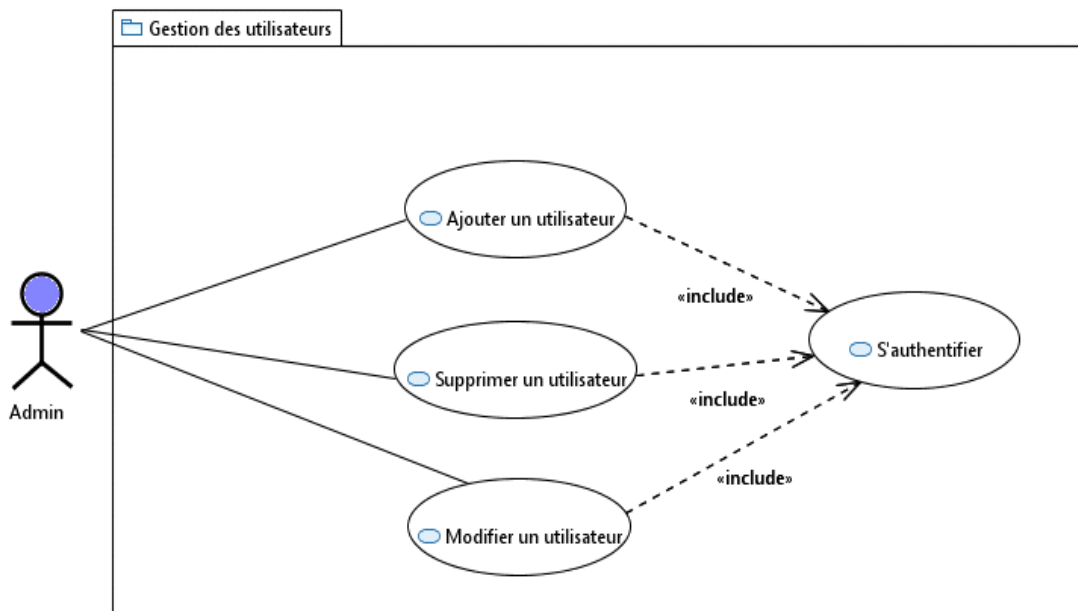 Gestion des utilisateurs
Ajouter un utilisateur
«include»
S'authentifier
Supprimer un utilisateur
«include»
Admin
«include»
Modifier un utilisateur